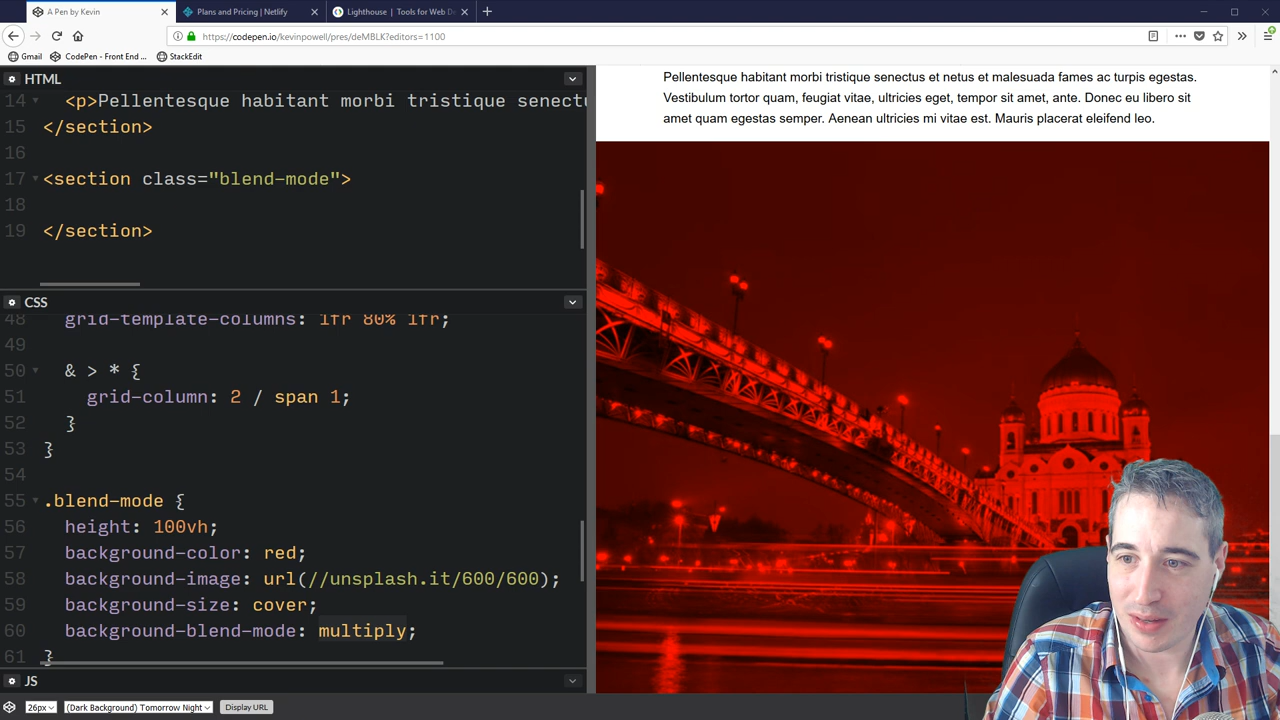 A Pen by Kevin
Plans and Pricing | Netlify
Lighthouse | Tools for Web De
https://codepen.io/kevinpowell/pres/deMBLK?editors=1100
Gmail
CodePen - Front End ...
StackEdit
HTML
14 <p>Pellentesque habitant morbi tristique senectu
15 </section>
16
17 <section class="blend-mode">
18
19 </section>
CSS
48 grid-template-columns: 1fr 80% 1fr;
49
50 & > * {
51 grid-column: 2 / span 1;
52 }
53 }
54
55 .blend-mode {
56 height: 100vh;
57 background-color: red;
58 background-image: url(//unsplash.it/600/600);
59 background-size: cover;
60 background-blend-mode: multiply;
61 }
JS
26px
(Dark Background) Tomorrow Night
Display URL
Pellentesque habitant morbi tristique senectus et netus et malesuada fames ac turpis egestas.
Vestibulum tortor quam, feugiat vitae, ultricies eget, tempor sit amet, ante. Donec eu libero sit
amet quam egestas semper. Aenean ultricies mi vitae est. Mauris placerat eleifend leo.